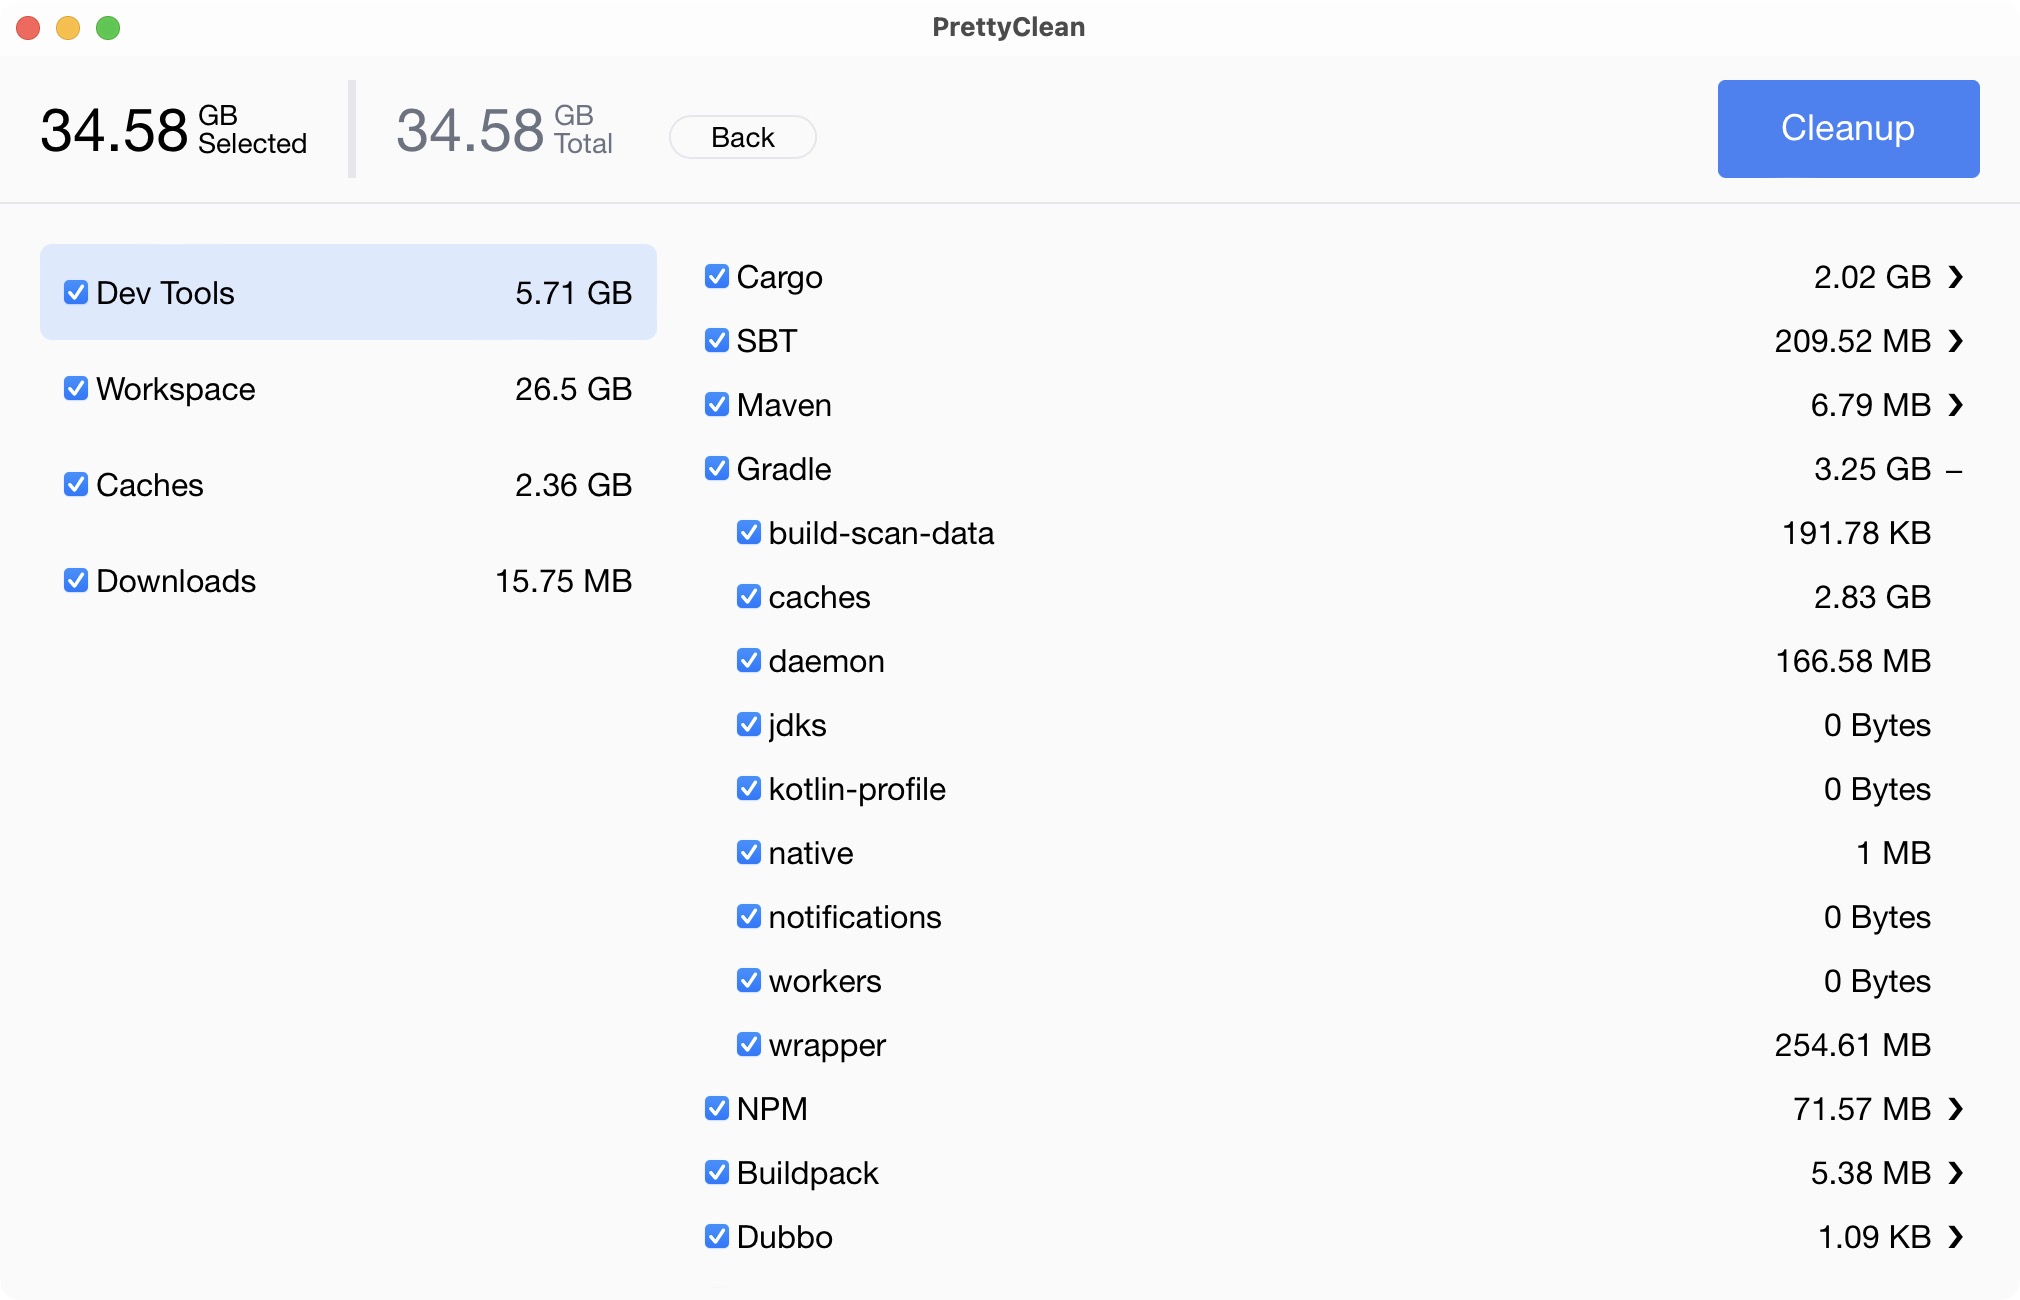 PrettyClean
34.58 GB Selected
34.58 GB Total
Back
Cleanup
Dev Tools 5.71 GB
Workspace 26.5 GB
Caches 2.36 GB
Downloads 15.75 MB
Cargo 2.02 GB ❯
SBT 209.52 MB ❯
Maven 6.79 MB ❯
Gradle 3.25 GB –
build-scan-data 191.78 KB
caches 2.83 GB
daemon 166.58 MB
jdks 0 Bytes
kotlin-profile 0 Bytes
native 1 MB
notifications 0 Bytes
workers 0 Bytes
wrapper 254.61 MB
NPM 71.57 MB ❯
Buildpack 5.38 MB ❯
Dubbo 1.09 KB ❯